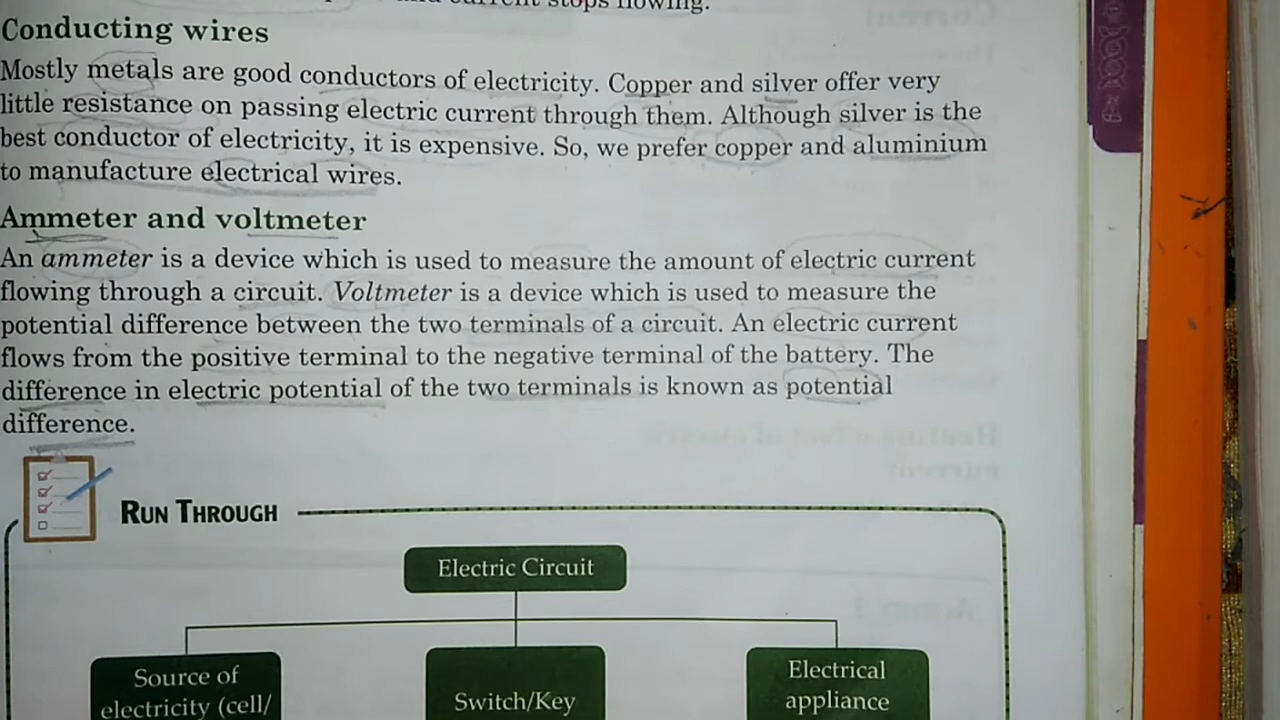 current stops flowing.
Conducting wires
Mostly metals are good conductors of electricity. Copper and silver offer very
little resistance on passing electric current through them. Although silver is the
best conductor of electricity, it is expensive. So, we prefer copper and aluminium
to manufacture electrical wires.
Ammeter and voltmeter
An ammeter is a device which is used to measure the amount of electric current
flowing through a circuit. Voltmeter is a device which is used to measure the
potential difference between the two terminals of a circuit. An electric current
flows from the positive terminal to the negative terminal of the battery. The
difference in electric potential of the two terminals is known as potential
difference.
RUN THROUGH
Electric Circuit
Source of
electricity (cell/
Switch/Key
Electrical
appliance